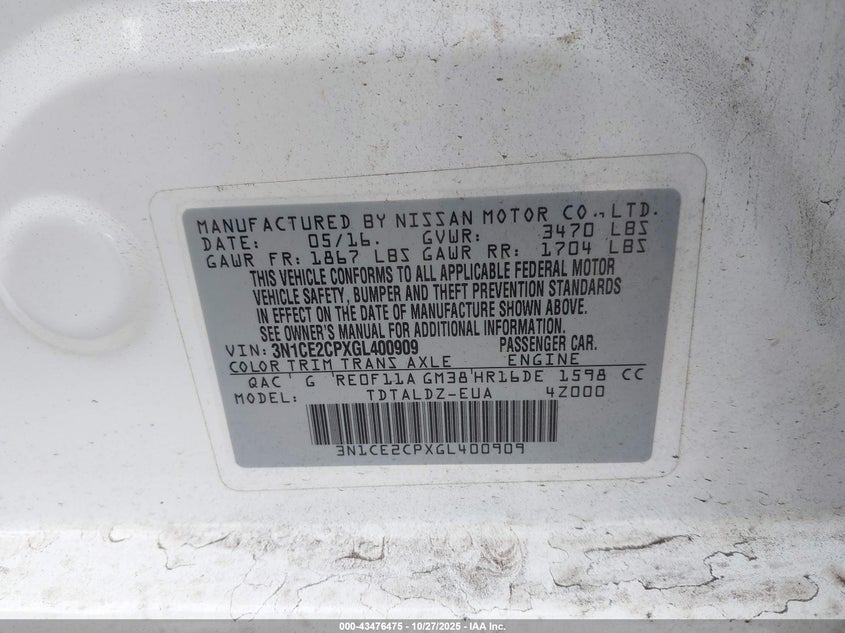 MANUFACTURED BY NISSAN MOTOR CO., LTD.
DATE: 05/16. GVWR: 3470 LBS
GAWR FR: 1867 LBS GAWR RR: 1704 LBS
THIS VEHICLE CONFORMS TO ALL APPLICABLE FEDERAL MOTOR
VEHICLE SAFETY, BUMPER AND THEFT PREVENTION STANDARDS
IN EFFECT ON THE DATE OF MANUFACTURE SHOWN ABOVE.
SEE OWNER'S MANUAL FOR ADDITIONAL INFORMATION.
VIN: 3N1CE2CPXGL400909 PASSENGER CAR.
COLOR TRIM TRANS AXLE ENGINE
QAC ' G 'RE0F11A GM38'HR16DE 1598 CC
MODEL: TDTALDZ-EUA 4Z000
3N1CE2CPXGL400909
000-43476475 - 10/27/2025 - IAA Inc.